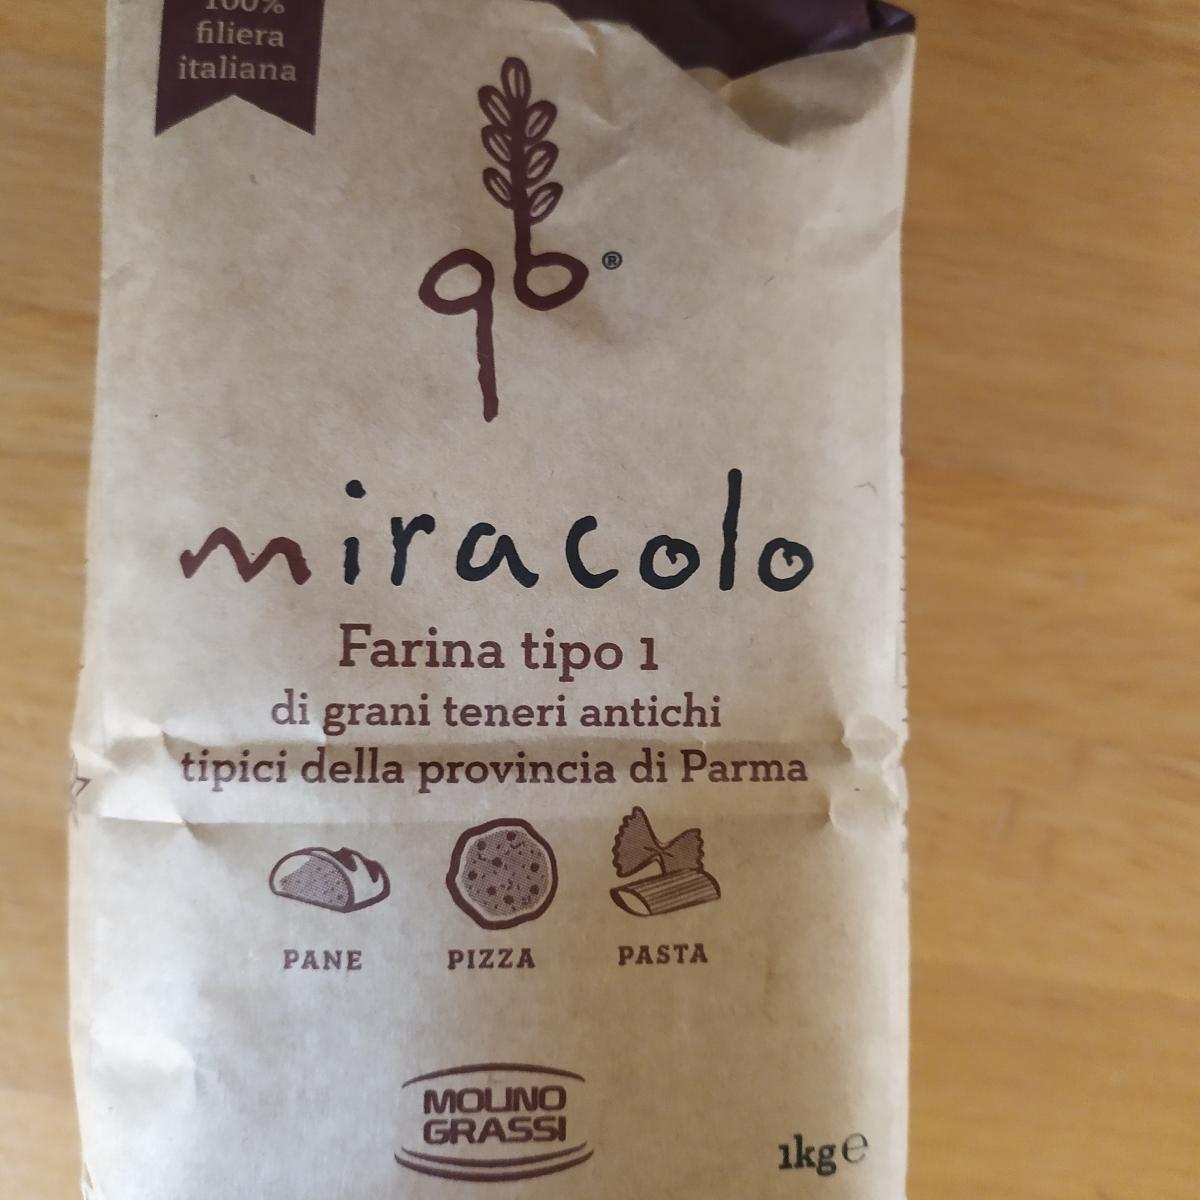 100%
filiera
italiana
qb®
miracolo
Farina tipo 1
di grani teneri antichi
tipici della provincia di Parma
PANE PIZZA PASTA
MOLINO
GRASSI
1kg e